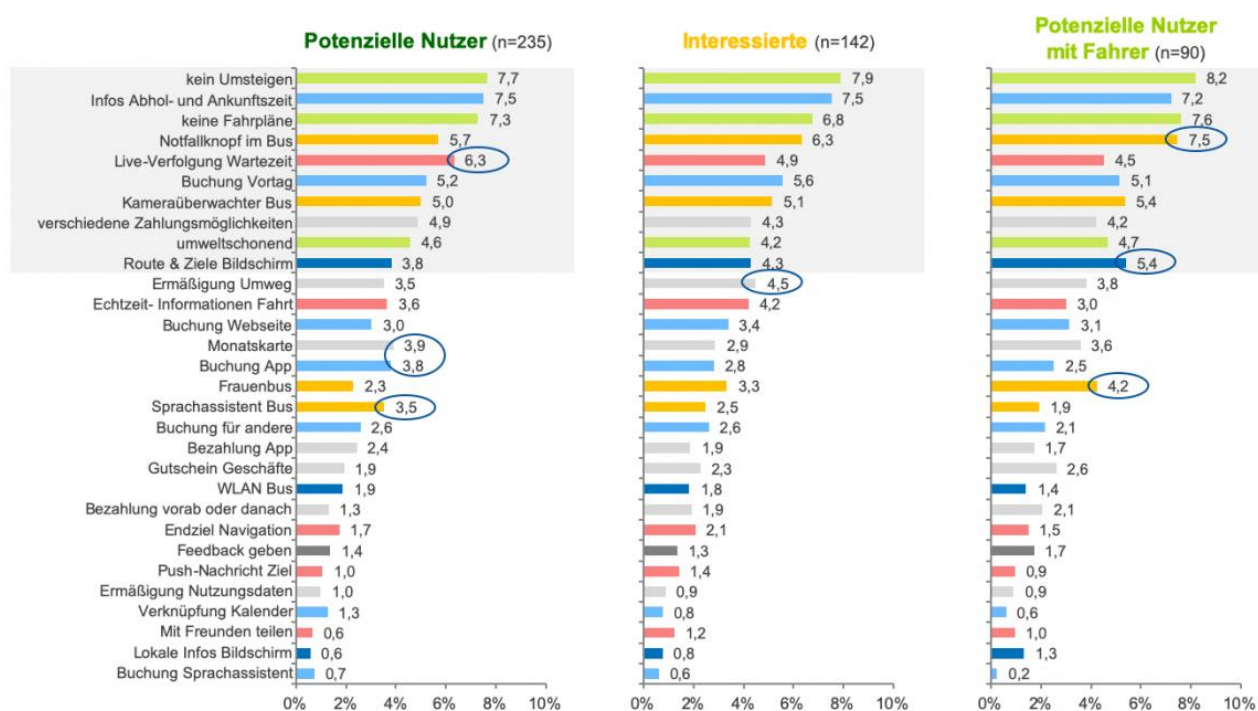 Potenzielle Nutzer (n=235)
Interessierte (n=142)
Potenzielle Nutzer
mit Fahrer (n=90)
kein Umsteigen 7,7 7,9 8,2
Infos Abhol- und Ankunftszeit 7,5 7,5 7,2
keine Fahrpläne 7,3 6,8 7,6
Notfallknopf im Bus 5,7 6,3 7,5
Live-Verfolgung Wartezeit 6,3 4,9 4,5
Buchung Vortag 5,2 5,6 5,1
Kameraüberwachter Bus 5,0 5,1 5,4
verschiedene Zahlungsmöglichkeiten 4,9 4,3 4,2
umweltschonend 4,6 4,2 4,7
Route & Ziele Bildschirm 3,8 4,3 5,4
Ermäßigung Umweg 3,5 4,5 3,8
Echtzeit- Informationen Fahrt 3,6 4,2 3,0
Buchung Webseite 3,0 3,4 3,1
Monatskarte 3,9 2,9 3,6
Buchung App 3,8 2,8 2,5
Frauenbus 2,3 3,3 4,2
Sprachassistent Bus 3,5 2,5 1,9
Buchung für andere 2,6 2,6 2,1
Bezahlung App 2,4 1,9 1,7
Gutschein Geschäfte 1,9 2,3 2,6
WLAN Bus 1,9 1,8 1,4
Bezahlung vorab oder danach 1,3 1,9 2,1
Endziel Navigation 1,7 2,1 1,5
Feedback geben 1,4 1,3 1,7
Push-Nachricht Ziel 1,0 1,4 0,9
Ermäßigung Nutzungsdaten 1,0 0,9 0,9
Verknüpfung Kalender 1,3 0,8 0,6
Mit Freunden teilen 0,6 1,2 1,0
Lokale Infos Bildschirm 0,6 0,8 1,3
Buchung Sprachassistent 0,7 0,6 0,2
0% 2% 4% 6% 8% 10% 0% 2% 4% 6% 8% 10% 0% 2% 4% 6% 8% 10%